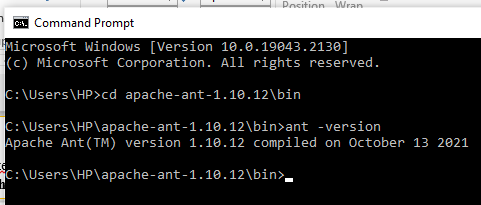 Position Wrap
Command Prompt
Microsoft Windows [Version 10.0.19043.2130]
(c) Microsoft Corporation. All rights reserved.
C:\Users\HP>cd apache-ant-1.10.12\bin
C:\Users\HP\apache-ant-1.10.12\bin>ant -version
Apache Ant(TM) version 1.10.12 compiled on October 13 2021
C:\Users\HP\apache-ant-1.10.12\bin>